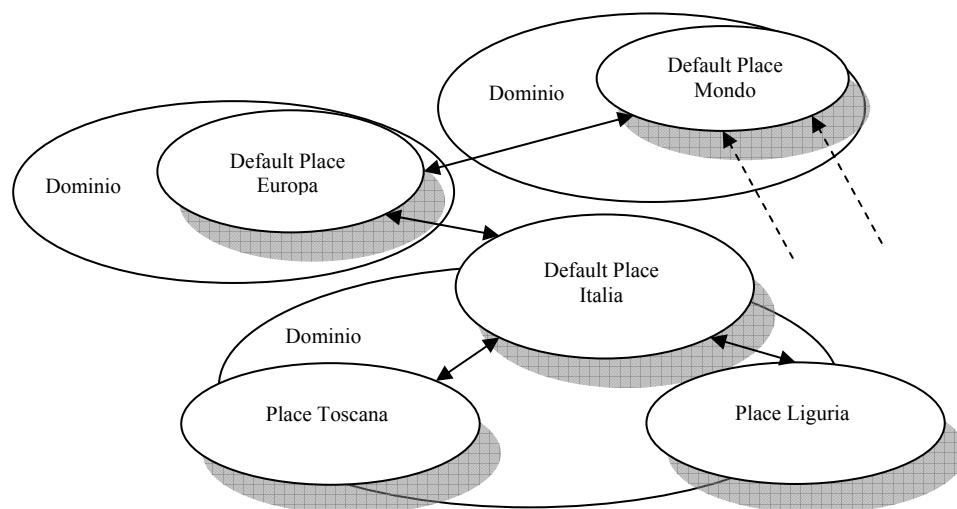 Default Place
Mondo
Dominio
Default Place
Europa
Dominio
Default Place
Italia
Dominio
Place Toscana
Place Liguria